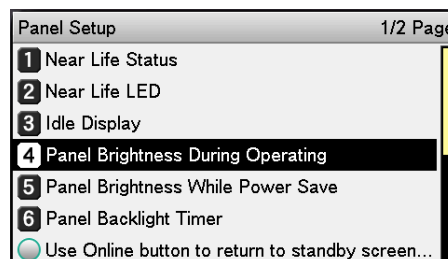 Panel Setup 1/2 Page
1 Near Life Status
2 Near Life LED
3 Idle Display
4 Panel Brightness During Operating
5 Panel Brightness While Power Save
6 Panel Backlight Timer
Use Online button to return to standby screen...